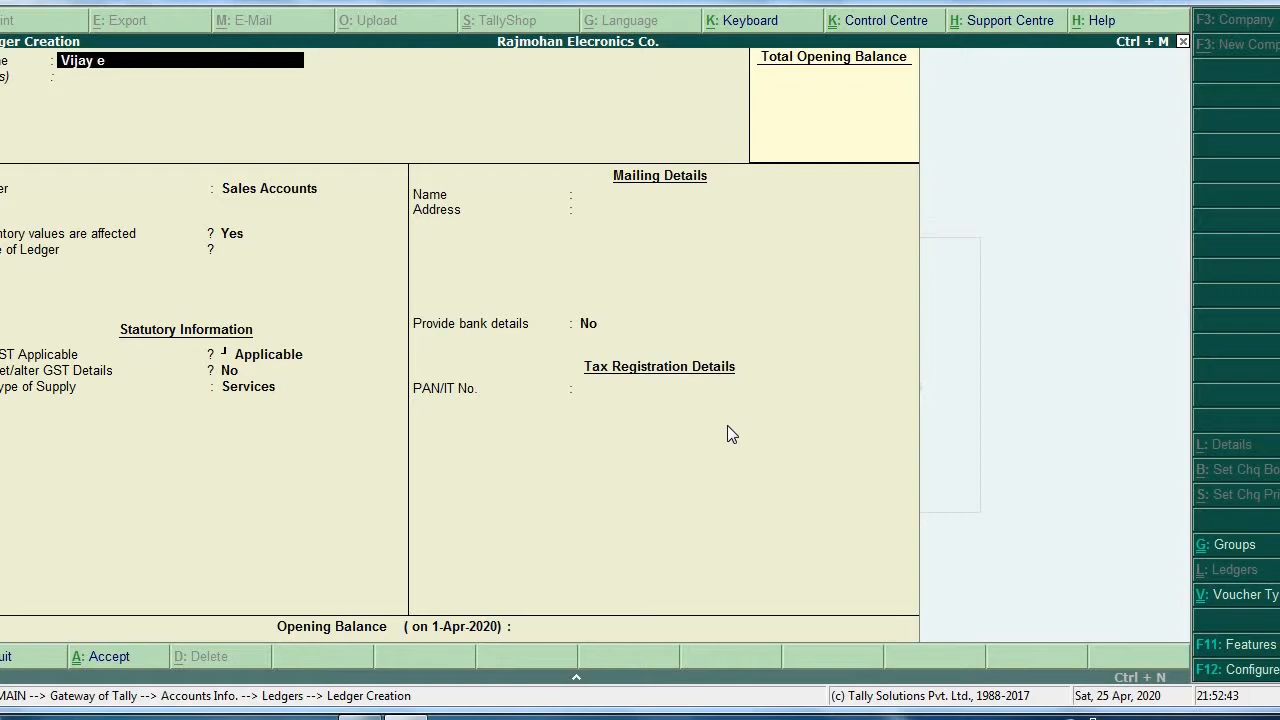 int E: Export M: E-Mail O: Upload S: TallyShop G: Language K: Keyboard K: Control Centre H: Support Centre H: Help F3: Company
ger Creation Rajmohan Elecronics Co. Ctrl + M
F3: New Comp
e : Vijay e
s) :
Total Opening Balance
er : Sales Accounts
Mailing Details
Name :
Address :
ntory values are affected ? Yes
e of Ledger ?
Provide bank details : No
Statutory Information
ST Applicable ? ┘ Applicable
et/alter GST Details ? No
ype of Supply : Services
Tax Registration Details
PAN/IT No. :
L: Details
B: Set Chq Bo
S: Set Chq Pri
G: Groups
L: Ledgers
V: Voucher Ty
F11: Features
F12: Configure
Opening Balance ( on 1-Apr-2020) :
uit A: Accept D: Delete
Ctrl + N
MAIN --> Gateway of Tally --> Accounts Info. --> Ledgers --> Ledger Creation (c) Tally Solutions Pvt. Ltd., 1988-2017 Sat, 25 Apr, 2020 21:52:43